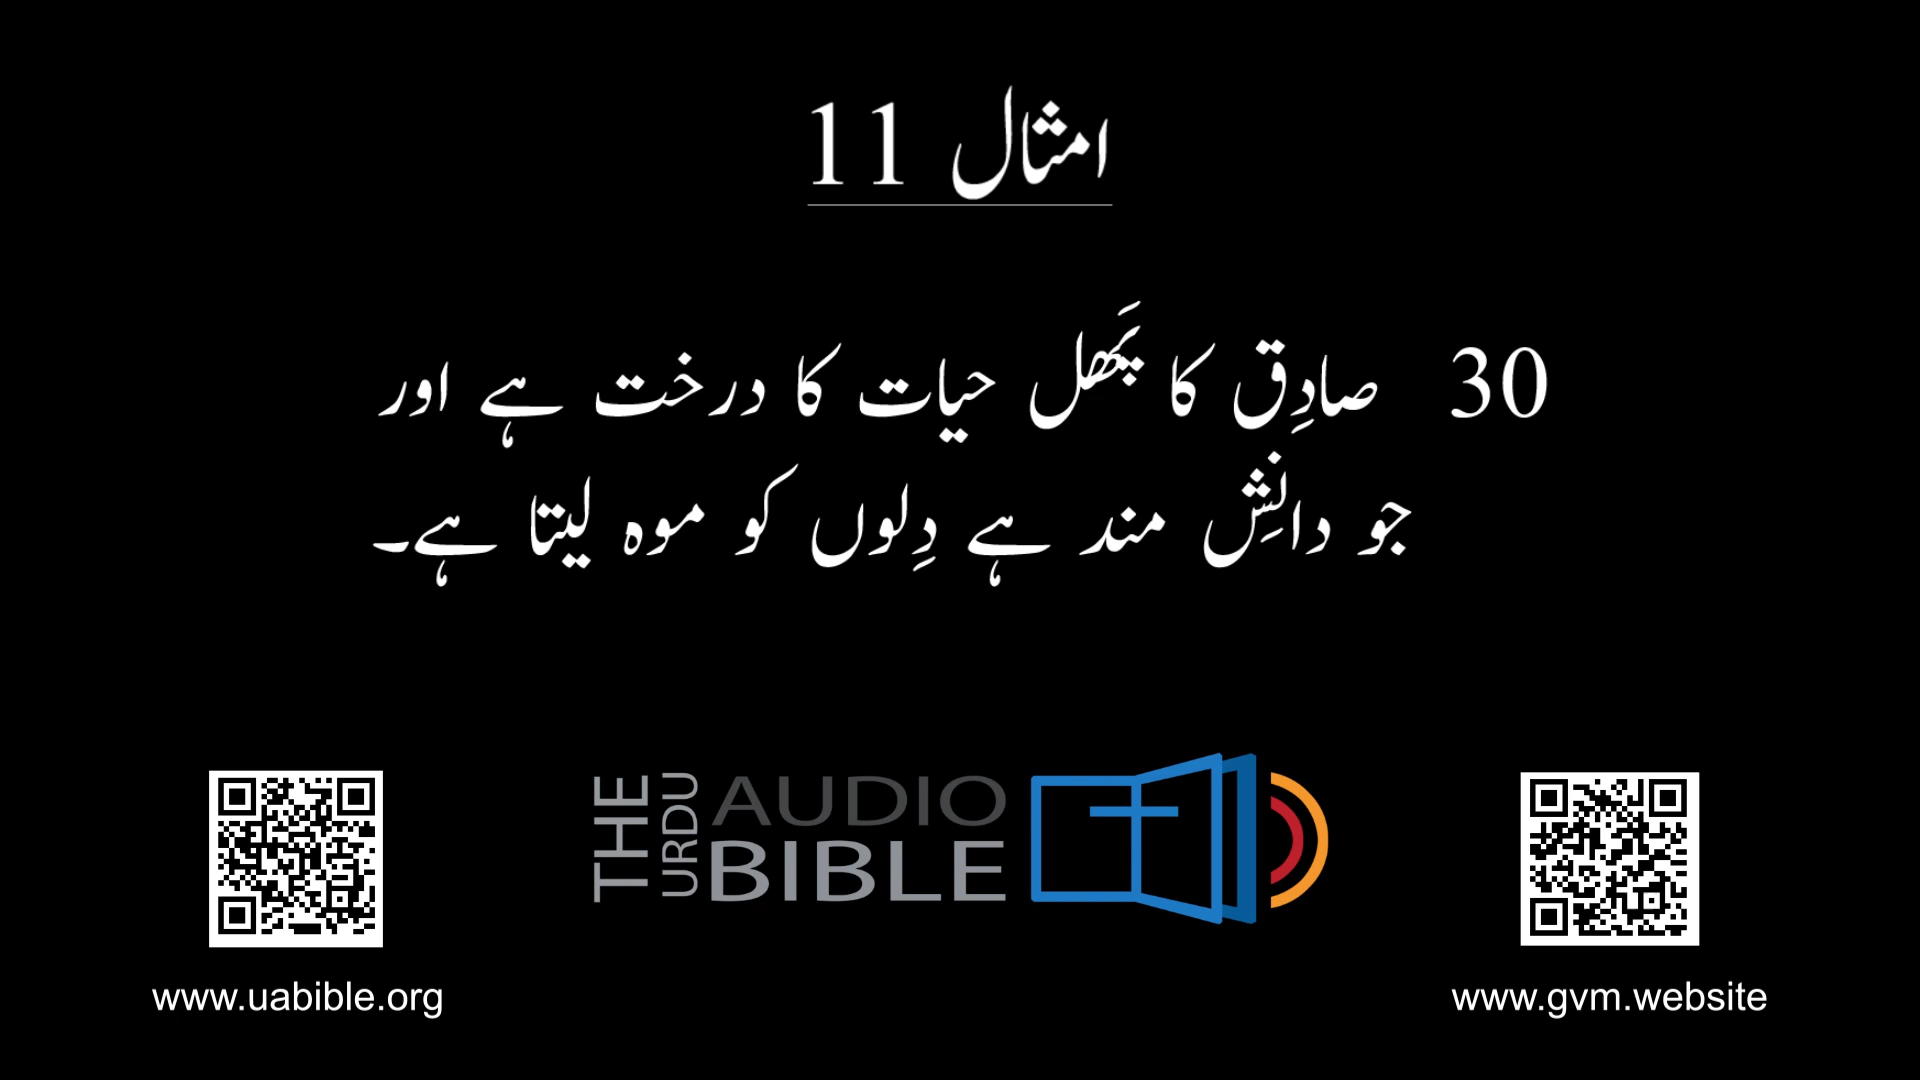 امثال 11
30 صادِق کا پَھل حیات کا درخت ہے اور
جو دانِش مند ہے دِلوں کو موہ لیتا ہے۔
THE URDU AUDIO BIBLE
www.uabible.org
www.gvm.website